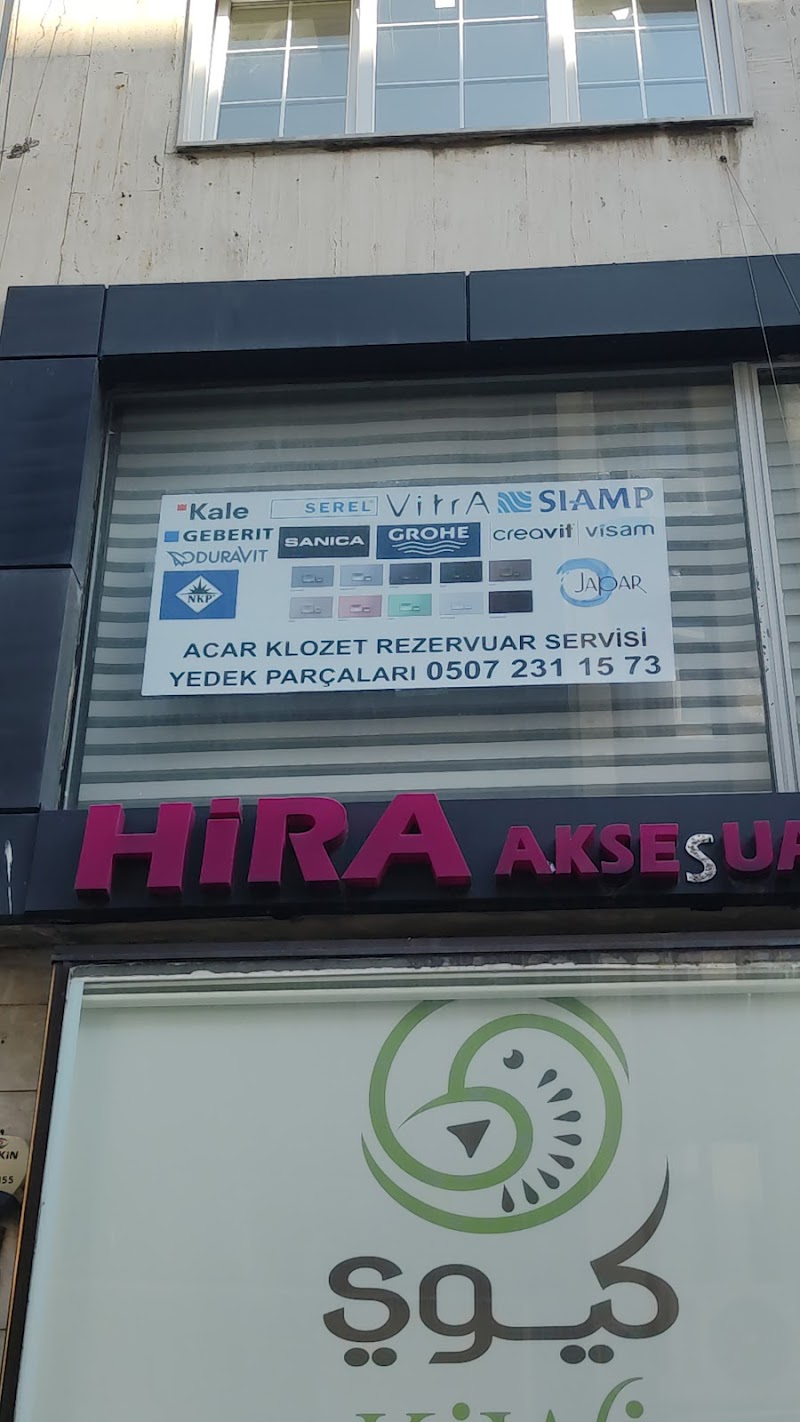 Kale SEREL VitrA SIAMP
GEBERIT SANICA GROHE creavit visam
DURAVIT
NKP JAPAR
ACAR KLOZET REZERVUAR SERVİSİ
YEDEK PARÇALARI 0507 231 15 73
HİRA AKSESUA
كيوي
KiWi